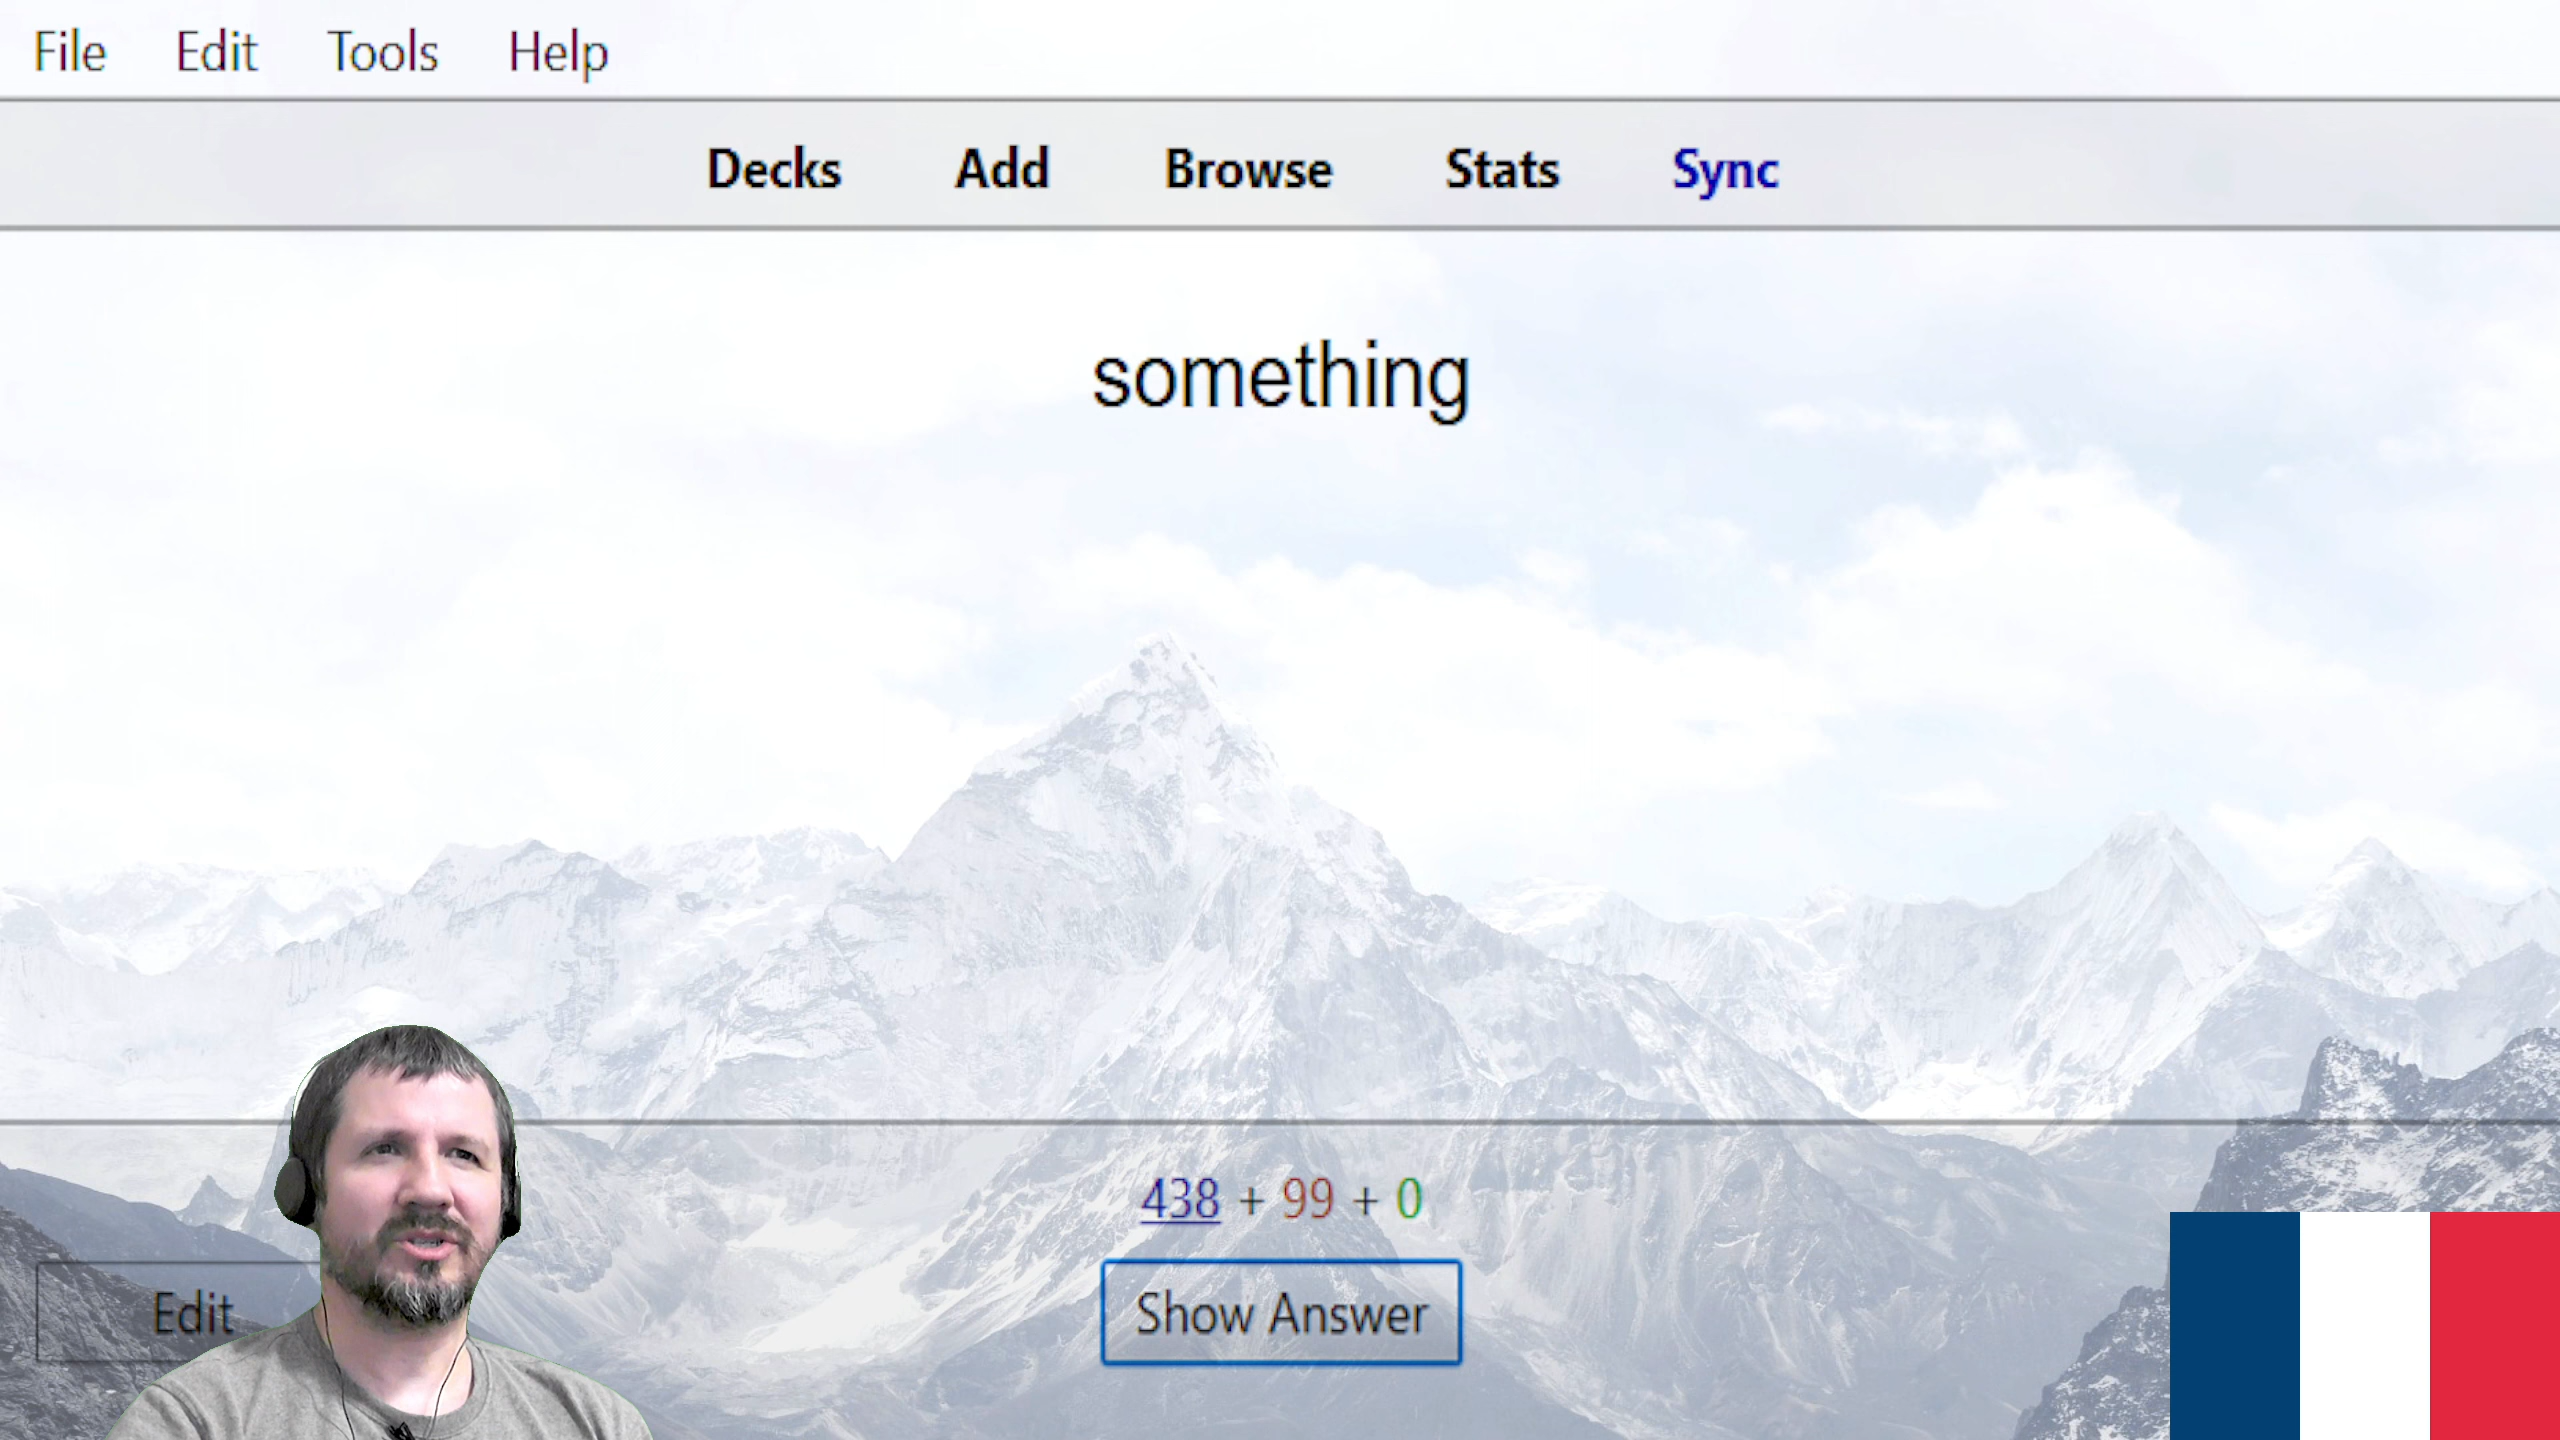 File Edit Tools Help
Decks Add Browse Stats Sync
something
438 + 99 + 0
Edit
Show Answer